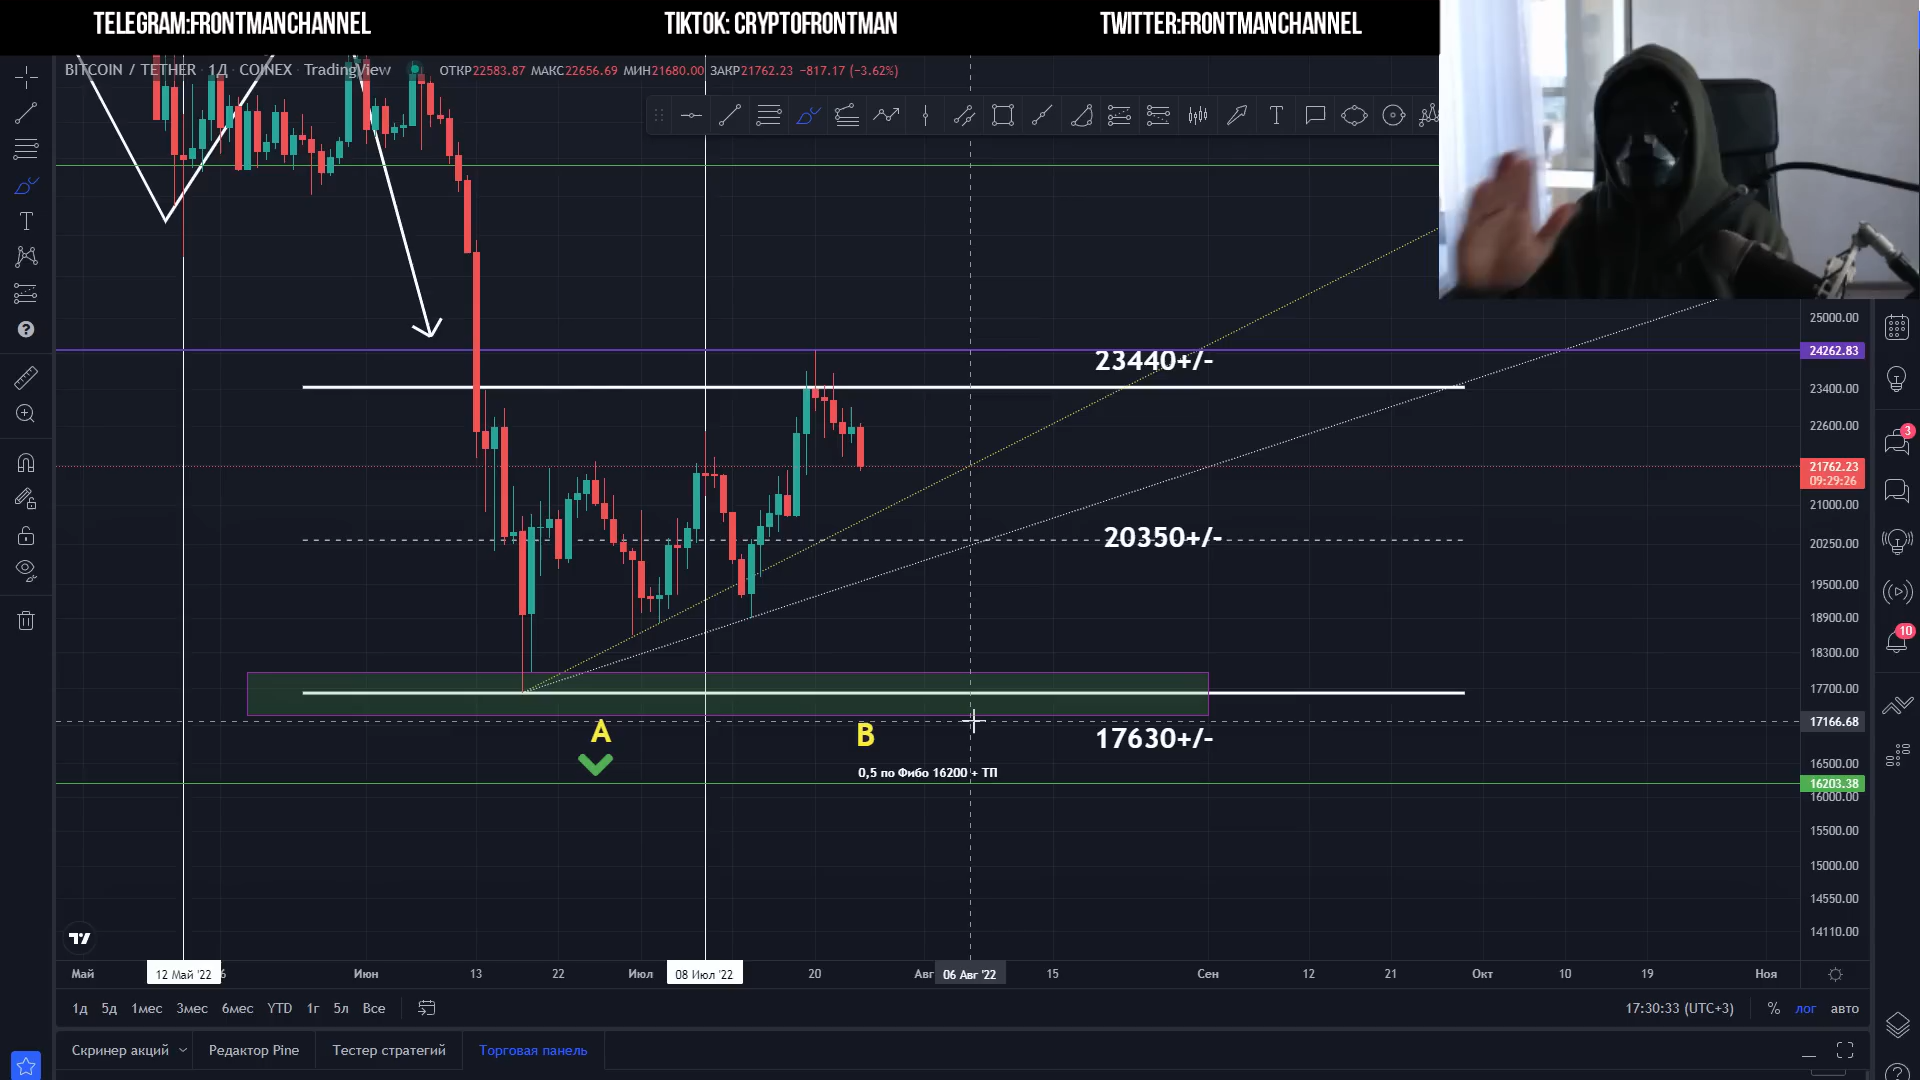 TELEGRAM:FRONTMANCHANNEL
TIKTOK: CRYPTOFRONTMAN
TWITTER:FRONTMANCHANNEL
BITCOIN / TETHER · 1Д · COINEX · TradingView
ОТКР22583.87 МАКС22656.69 МИН21680.00 ЗАКР21762.23 −817.17 (−3.62%)
25000.00
24262.83
23440+/-
23400.00
22600.00
3
21762.23
09:29:26
21000.00
20350+/-
20250.00
19500.00
18900.00
10
18300.00
17700.00
17166.68
A
B
17630+/-
0,5 по Фибо 16200 + ТП
16500.00
16203.38
16000.00
15500.00
15000.00
14550.00
14110.00
Май
12 Май '22
6
Июн
13
22
Июл
08 Июл '22
20
Авг
06 Авг '22
15
Сен
12
21
Окт
10
19
Ноя
1д 5д 1мес 3мес 6мес YTD 1г 5л Все
17:30:33 (UTC+3)
% лог авто
Скринер акций
Редактор Pine
Тестер стратегий
Торговая панель